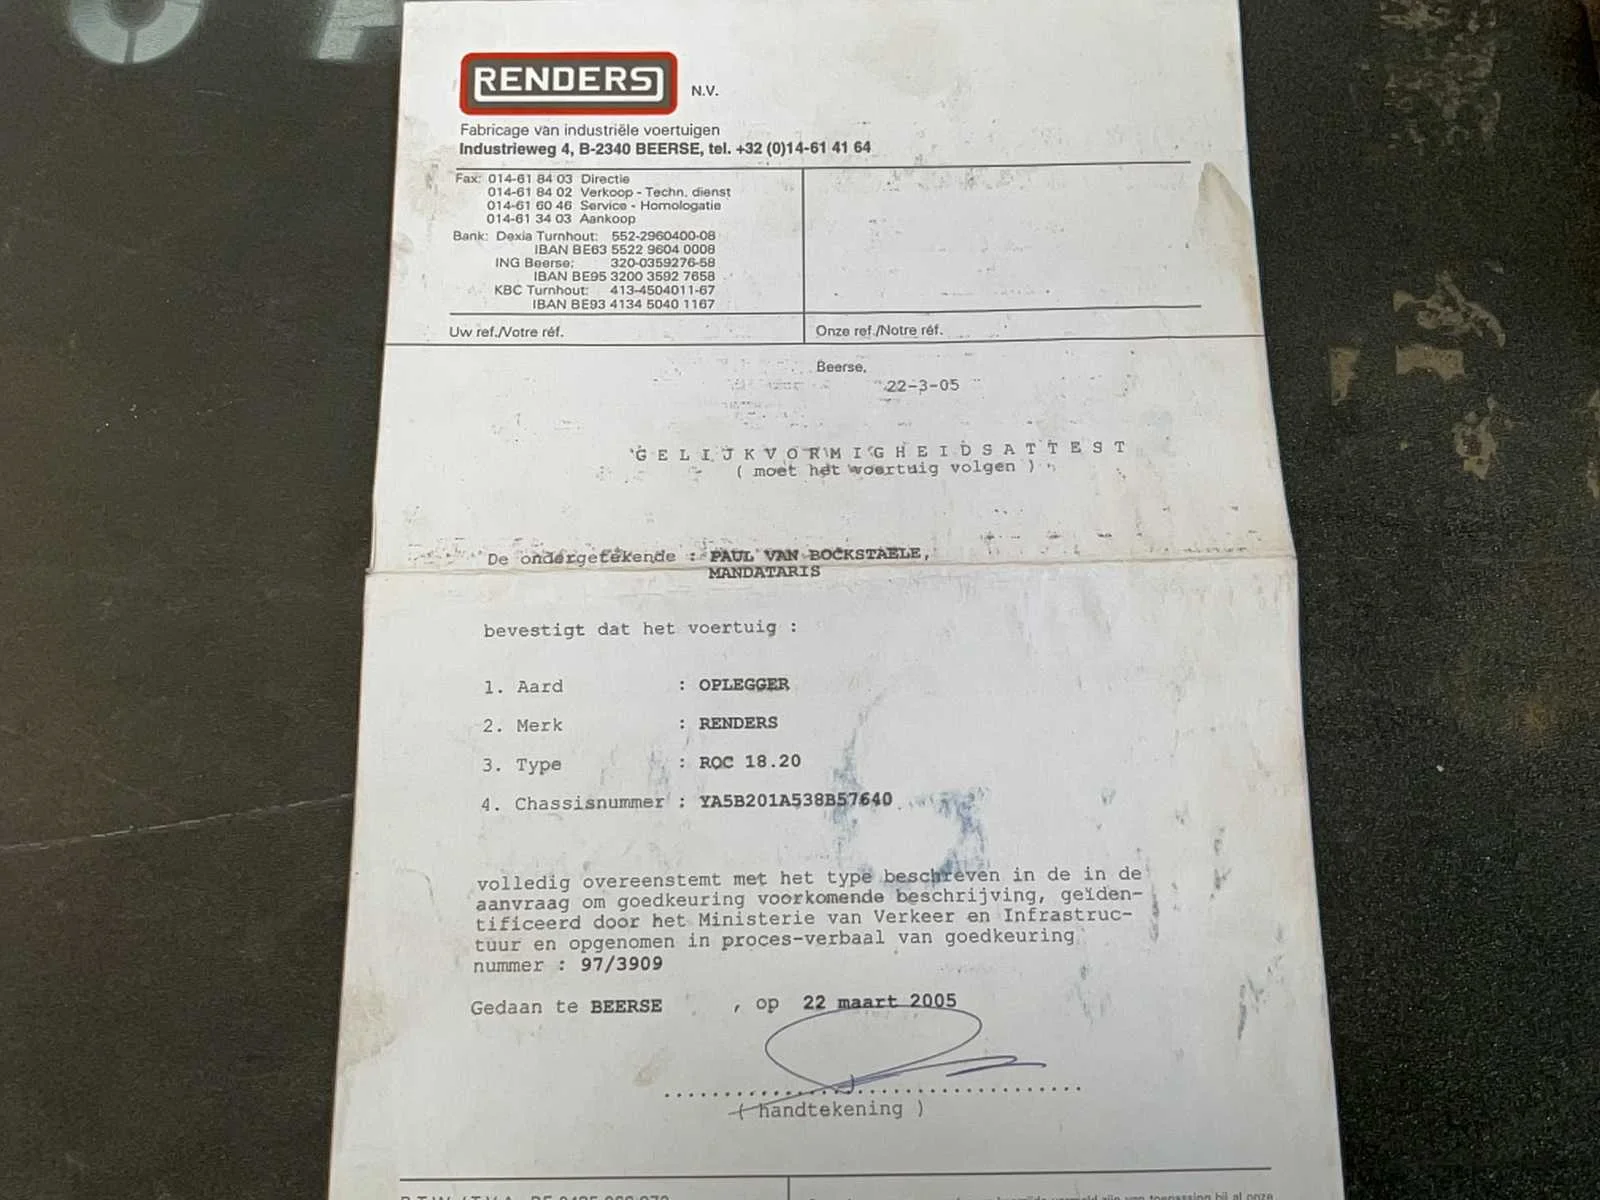 RENDERS N.V.
Fabricage van industriële voertuigen
Industrieweg 4, B-2340 BEERSE, tel. +32 (0)14-61 41 64
Fax: 014-61 84 03 Directie
014-61 84 02 Verkoop - Techn. dienst
014-61 60 46 Service - Homologatie
014-61 34 03 Aankoop
Bank: Dexia Turnhout: 552-2960400-08
IBAN BE63 5522 9604 0008
ING Beerse: 320-0359276-58
IBAN BE95 3200 3592 7658
KBC Turnhout: 413-4504011-67
IBAN BE93 4134 5040 1167
Uw ref./Votre réf.
Onze ref./Notre réf.
Beerse,
22-3-05
GELIJKVORMIGHEIDSATTEST
( moet het voertuig volgen )
De ondergetekende : PAUL VAN BOCKSTAELE,
MANDATARIS
bevestigt dat het voertuig :
1. Aard : OPLEGGER
2. Merk : RENDERS
3. Type : ROC 18.20
4. Chassisnummer : YA5B201A538B57640
volledig overeenstemt met het type beschreven in de in de
aanvraag om goedkeuring voorkomende beschrijving, geïden-
tificeerd door het Ministerie van Verkeer en Infrastruc-
tuur en opgenomen in proces-verbaal van goedkeuring
nummer : 97/3909
Gedaan te BEERSE , op 22 maart 2005
( handtekening )